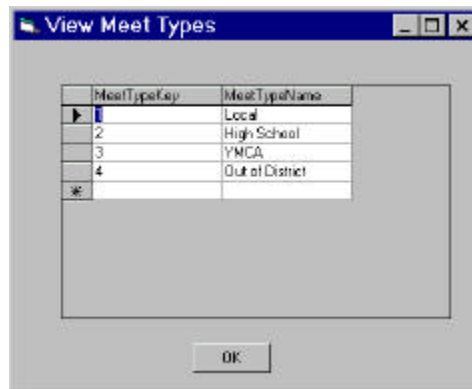 View Meet Types
MeetTypeKey MeetTypeName
1 Local
2 High School
3 YMCA
4 Out of District
OK